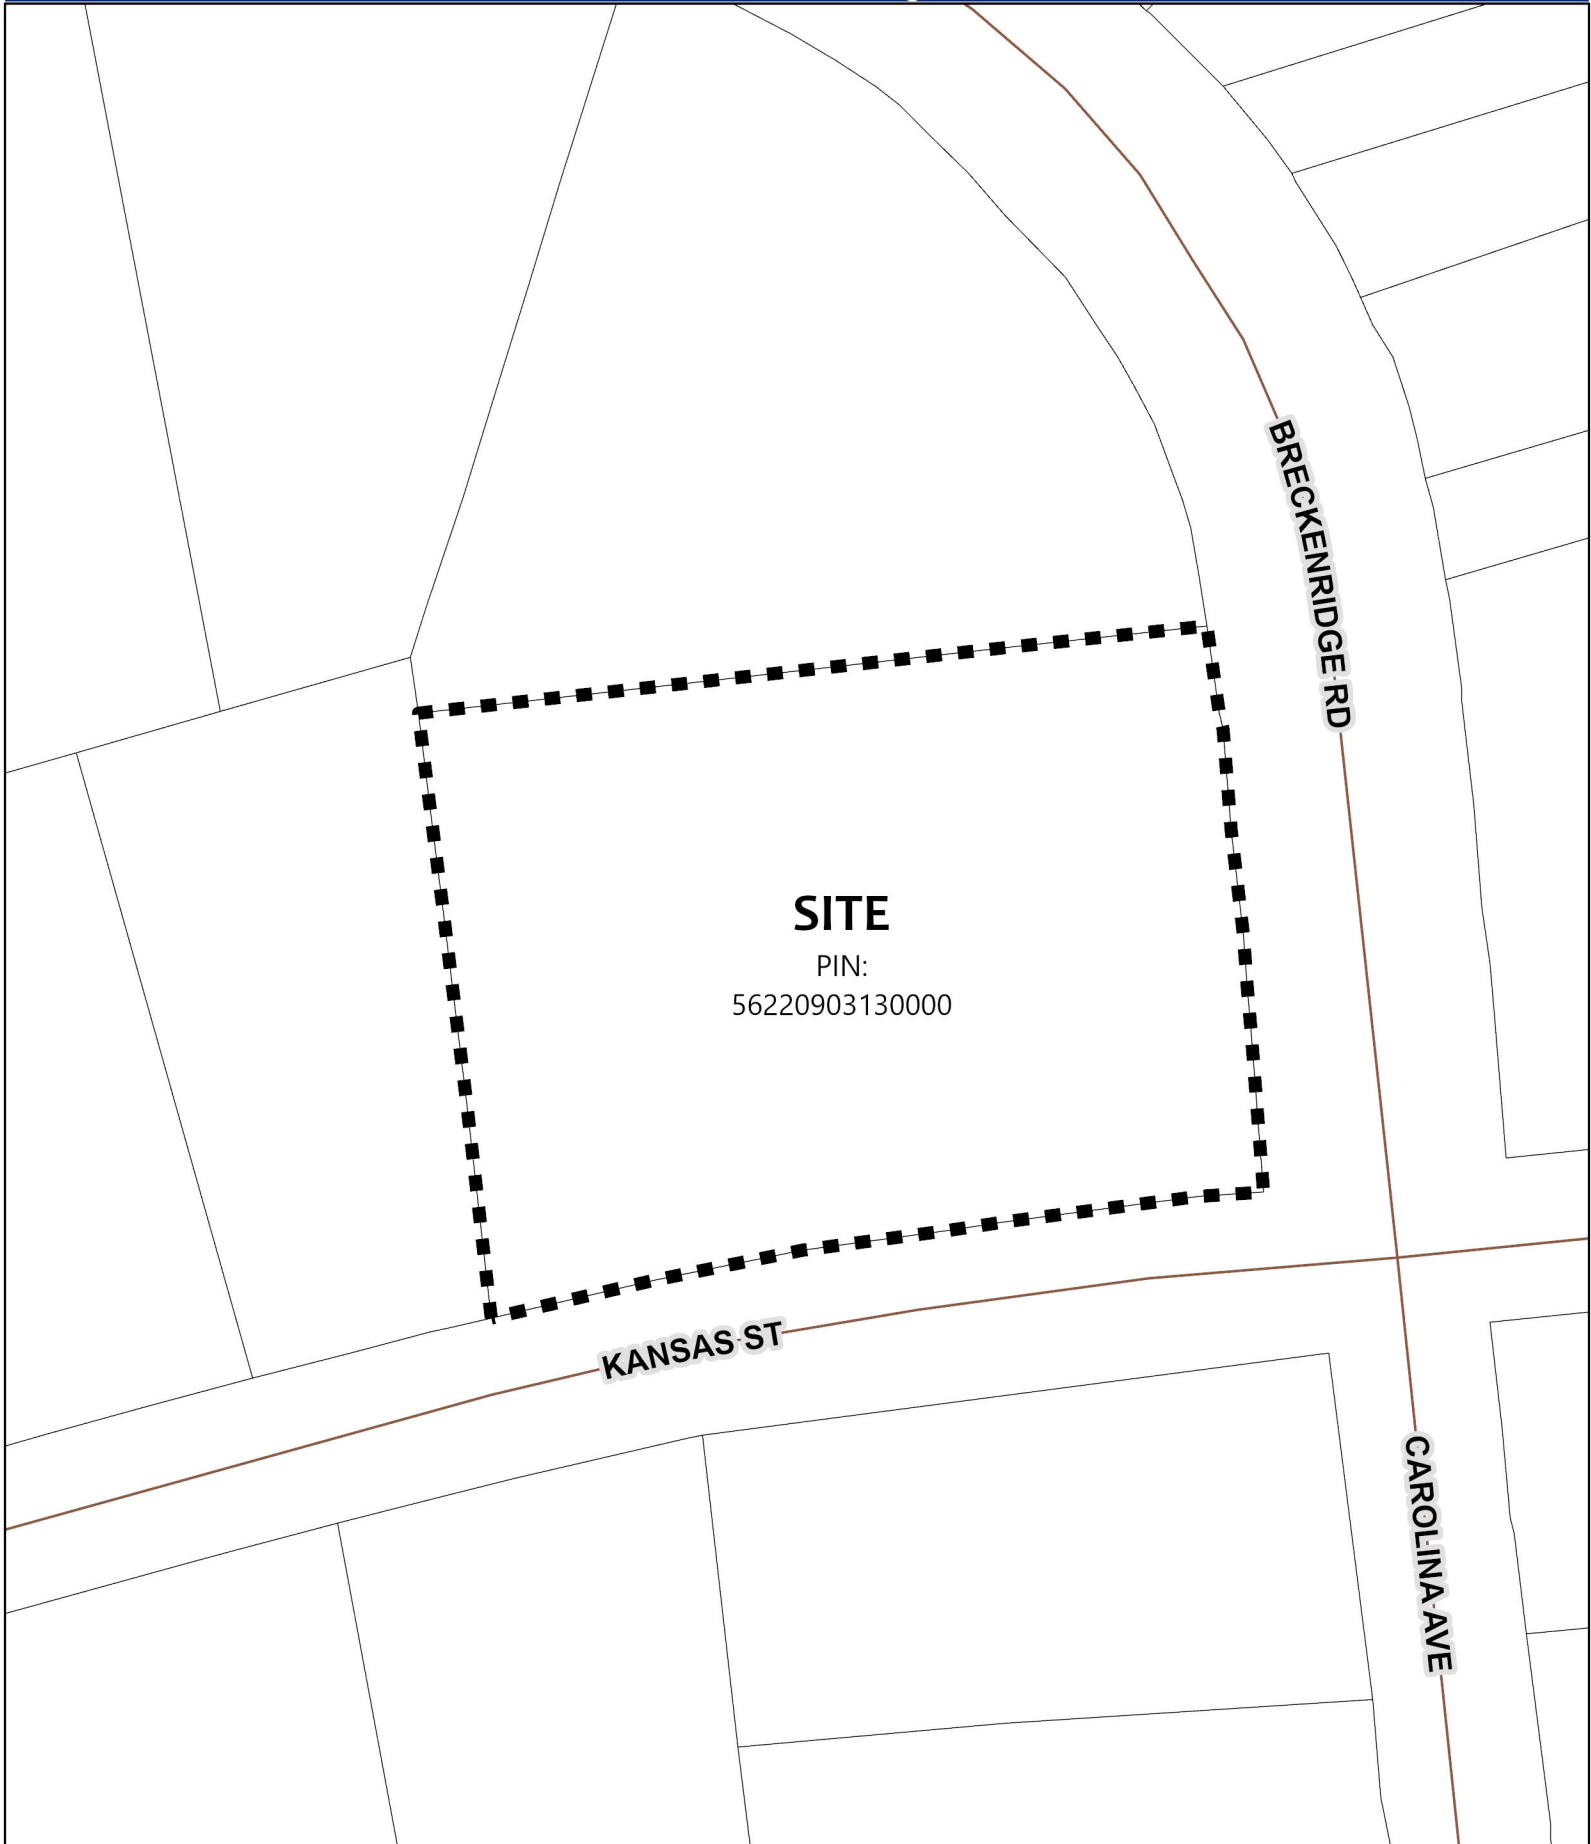 BRECKENRIDGE RD
SITE
PIN:
56220903130000
KANSAS ST
CAROLINA AVE